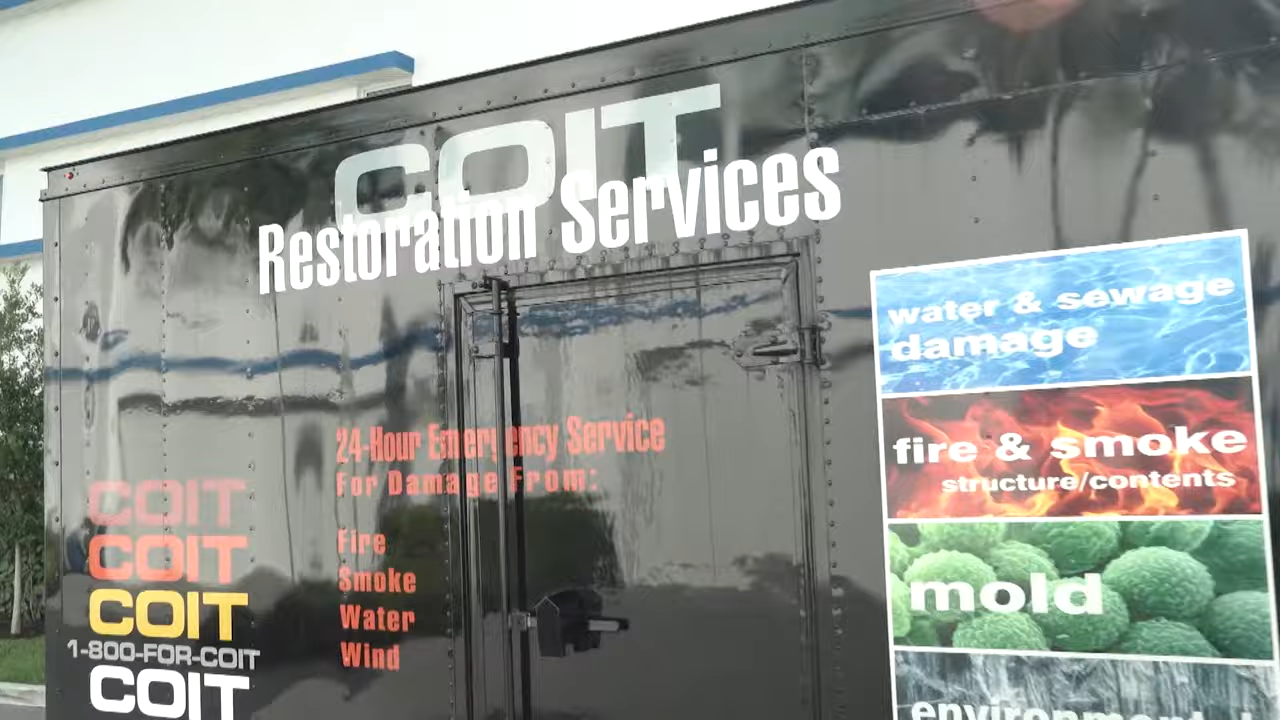 COIT
Restoration Services
24-Hour Emergency Service
For Damage From:
Fire
Smoke
Water
Wind
COIT
COIT
COIT
1-800-FOR-COIT
COIT
water & sewage
damage
fire & smoke
structure/contents
mold